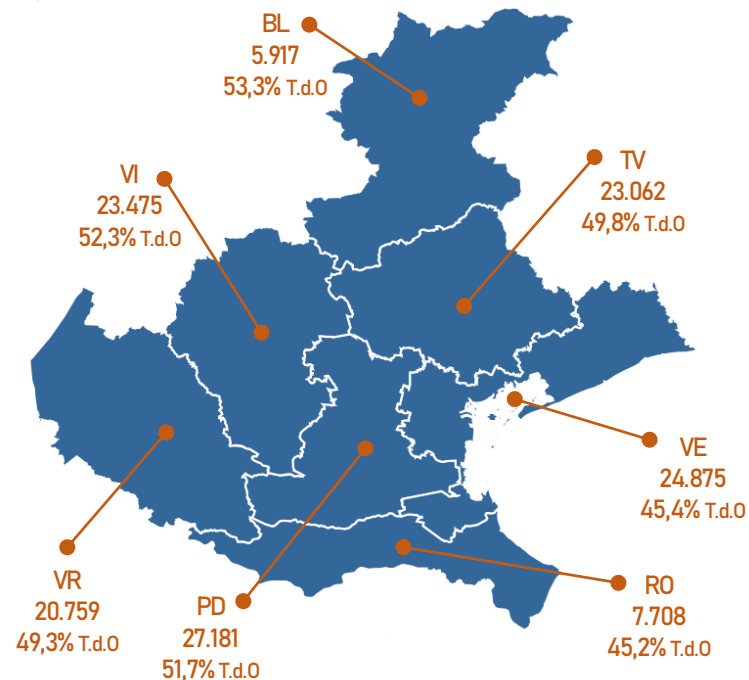 BL
5.917
53,3% T.d.O
VI
23.475
52,3% T.d.O
TV
23.062
49,8% T.d.O
VE
24.875
45,4% T.d.O
VR
20.759
49,3% T.d.O
PD
27.181
51,7% T.d.O
RO
7.708
45,2% T.d.O